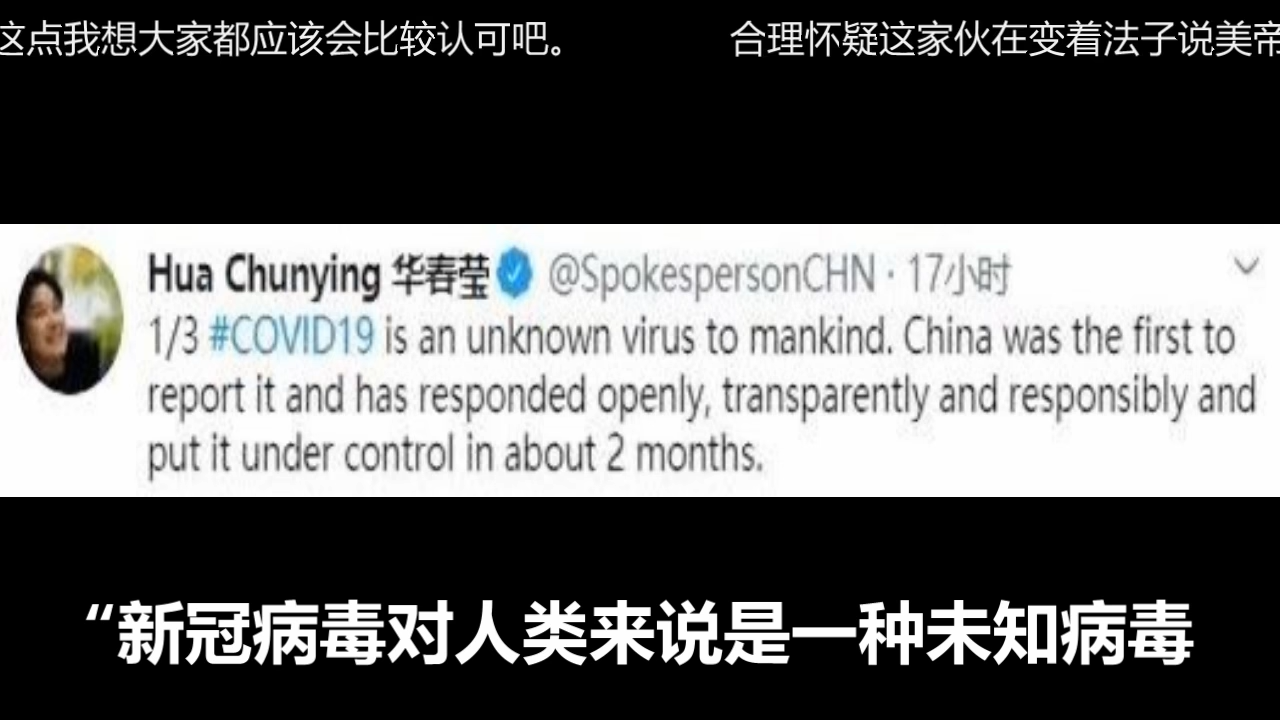 这点我想大家都应该会比较认可吧。 合理怀疑这家伙在变着法子说美帝
Hua Chunying 华春莹 @SpokespersonCHN · 17小时
1/3 #COVID19 is an unknown virus to mankind. China was the first to
report it and has responded openly, transparently and responsibly and
put it under control in about 2 months.
“新冠病毒对人类来说是一种未知病毒